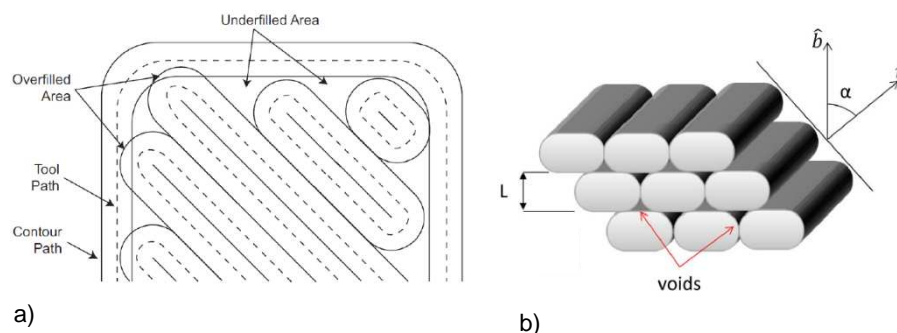 Underfilled Area
Overfilled
Area
Tool
Path
Contour
Path
a)
b̂
α
L
voids
b)